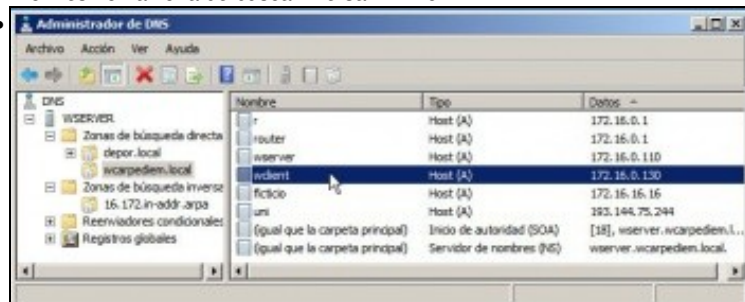 Administrador de DNS
Archivo Acción Ver Ayuda
DNS
WSERVER
Zonas de búsqueda directa
depor.local
wcarpediem.local
Zonas de búsqueda inversa
16.172.in-addr.arpa
Reenviadores condicionales
Registros globales
Nombre Tipo Datos
r Host (A) 172.16.0.1
router Host (A) 172.16.0.1
wserver Host (A) 172.16.0.110
wclient Host (A) 172.16.0.130
ficticio Host (A) 172.16.16.16
uni Host (A) 193.144.75.244
(igual que la carpeta principal) Inicio de autoridad (SOA) [18], wserver.wcarpediem.l...
(igual que la carpeta principal) Servidor de nombres (NS) wserver.wcarpediem.local.